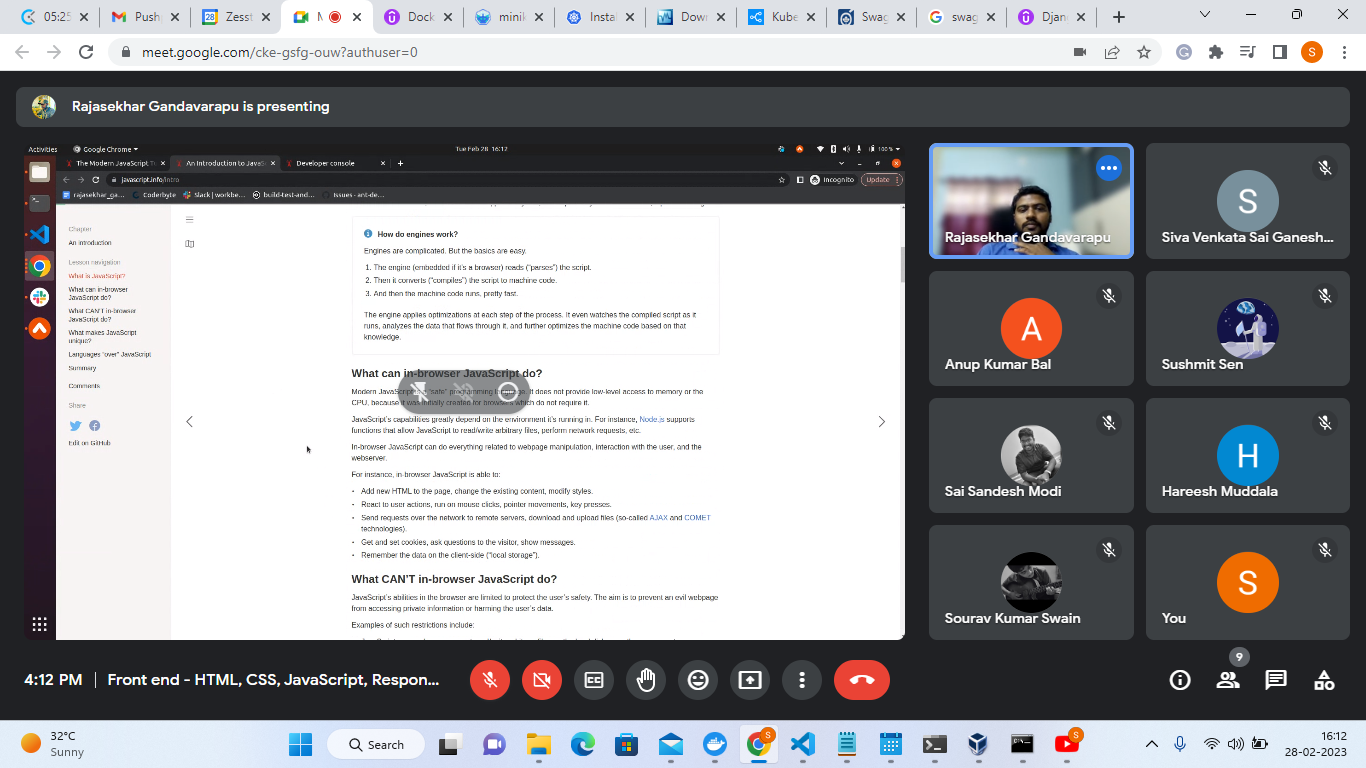 05:25
Push
Zesst
M
Dock
minik
Instal
Down
Kube
Swag
swag
Djan
meet.google.com/cke-gsfg-ouw?authuser=0
S
Rajasekhar Gandavarapu is presenting
Activities
Google Chrome
Tue Feb 28 16:12
100 %
The Modern JavaScript T
An Introduction to JavaS
Developer console
javascript.info/intro
Incognito
Update
rajasekhar_ga...
Coderbyte
Slack | workbe...
build-test-and...
Issues · ant-de...
Chapter
An introduction
Lesson navigation
What is JavaScript?
What can in-browser
JavaScript do?
What CAN'T in-browser
JavaScript do?
What makes JavaScript
unique?
Languages "over" JavaScript
Summary
Comments
Share
Edit on GitHub
How do engines work?
Engines are complicated. But the basics are easy.
1. The engine (embedded if it's a browser) reads ("parses") the script.
2. Then it converts ("compiles") the script to machine code.
3. And then the machine code runs, pretty fast.
The engine applies optimizations at each step of the process. It even watches the compiled script as it
runs, analyzes the data that flows through it, and further optimizes the machine code based on that
knowledge.
What can in-browser JavaScript do?
Modern JavaScript is a "safe" programming language. It does not provide low-level access to memory or the
CPU, because it was initially created for browsers which do not require it.
JavaScript's capabilities greatly depend on the environment it's running in. For instance, Node.js supports
functions that allow JavaScript to read/write arbitrary files, perform network requests, etc.
In-browser JavaScript can do everything related to webpage manipulation, interaction with the user, and the
webserver.
For instance, in-browser JavaScript is able to:
• Add new HTML to the page, change the existing content, modify styles.
• React to user actions, run on mouse clicks, pointer movements, key presses.
• Send requests over the network to remote servers, download and upload files (so-called AJAX and COMET
technologies).
• Get and set cookies, ask questions to the visitor, show messages.
• Remember the data on the client-side ("local storage").
What CAN'T in-browser JavaScript do?
JavaScript's abilities in the browser are limited to protect the user's safety. The aim is to prevent an evil webpage
from accessing private information or harming the user's data.
Examples of such restrictions include:
Rajasekhar Gandavarapu
S
Siva Venkata Sai Ganesh...
A
Anup Kumar Bal
Sushmit Sen
Sai Sandesh Modi
H
Hareesh Muddala
Sourav Kumar Swain
S
You
4:12 PM | Front end - HTML, CSS, JavaScript, Respon...
9
32°C
Sunny
Search
S
S
16:12
28-02-2023